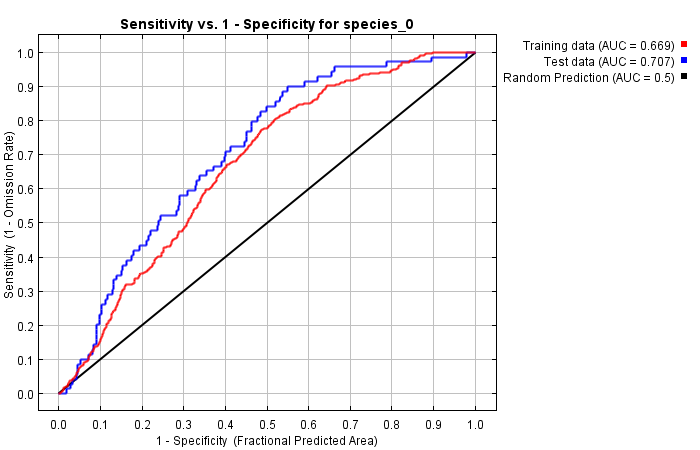 Sensitivity vs. 1 - Specificity for species_0
Training data (AUC = 0.669)
Test data (AUC = 0.707)
Random Prediction (AUC = 0.5)
Sensitivity (1 - Omission Rate)
1.0
0.9
0.8
0.7
0.6
0.5
0.4
0.3
0.2
0.1
0.0
0.0 0.1 0.2 0.3 0.4 0.5 0.6 0.7 0.8 0.9 1.0
1 - Specificity (Fractional Predicted Area)